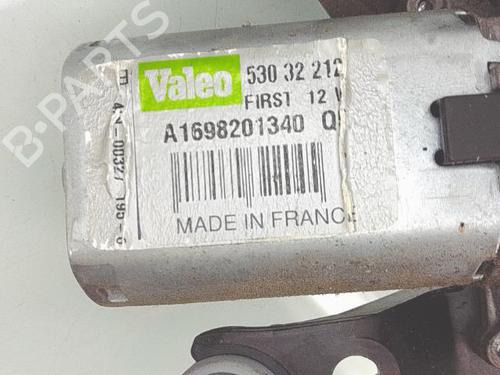 B-PARTS
Valeo
530 32 212
FIRST 12 V
A1698201340 Q
MADE IN FRANCE